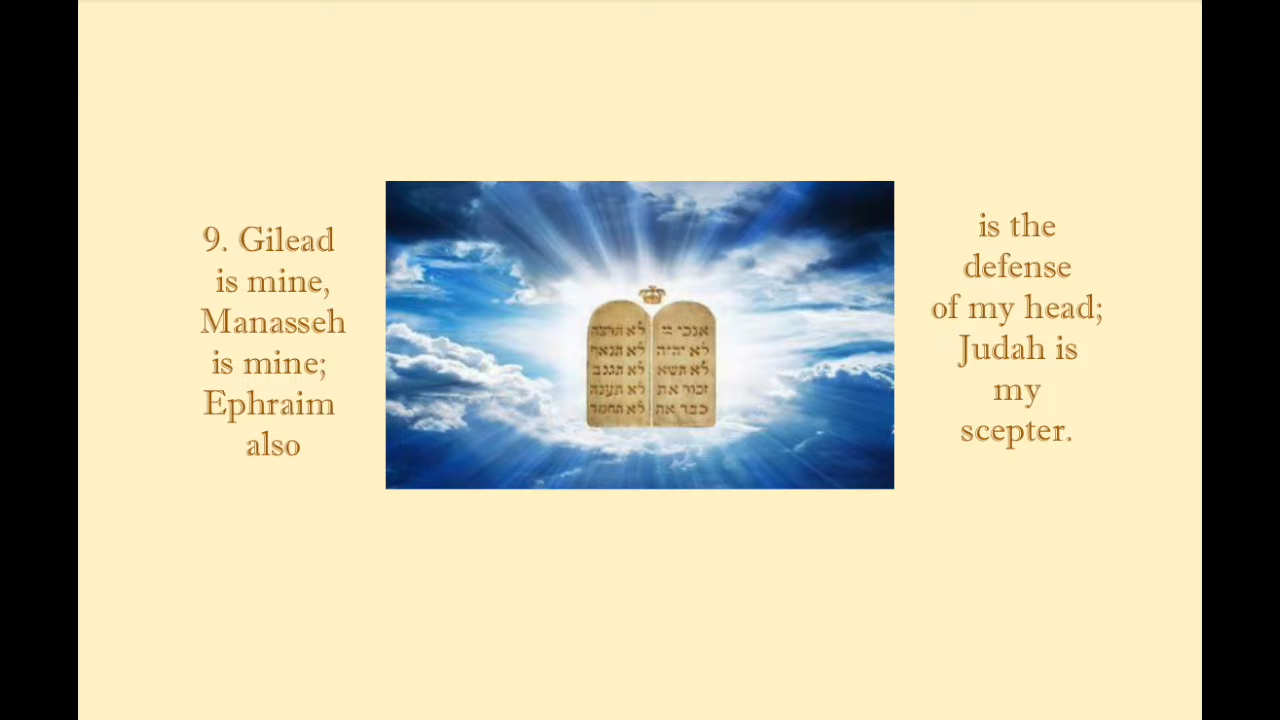 9. Gilead
is mine,
Manasseh
is mine;
Ephraim
also
אנכי יי
לא יהיה
לא תשא
זכור את
כבד את
לא תרצח
לא תנאף
לא תגנב
לא תענה
לא תחמד
is the
defense
of my head;
Judah is
my
scepter.